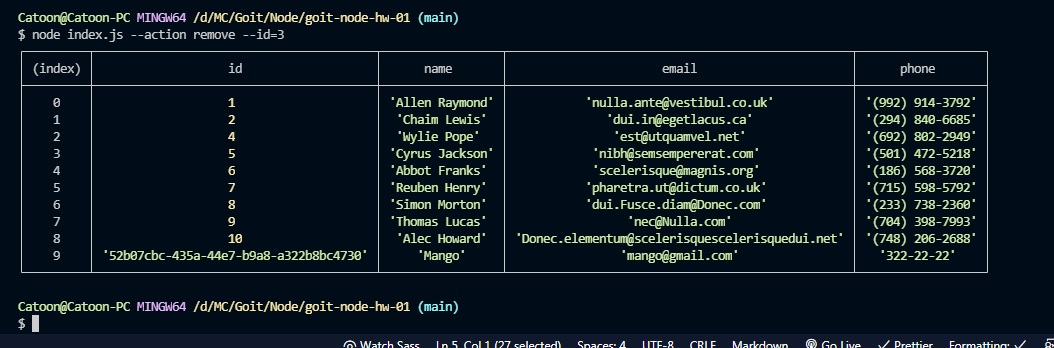 Catoon@Catoon-PC MINGW64 /d/MC/Goit/Node/goit-node-hw-01 (main)
$ node index.js --action remove --id=3
(index) id name email phone
0 1 'Allen Raymond' 'nulla.ante@vestibul.co.uk' '(992) 914-3792'
1 2 'Chaim Lewis' 'dui.in@egetlacus.ca' '(294) 840-6685'
2 4 'Wylie Pope' 'est@utquamvel.net' '(692) 802-2949'
3 5 'Cyrus Jackson' 'nibh@semsempererat.com' '(501) 472-5218'
4 6 'Abbot Franks' 'scelerisque@magnis.org' '(186) 568-3720'
5 7 'Reuben Henry' 'pharetra.ut@dictum.co.uk' '(715) 598-5792'
6 8 'Simon Morton' 'dui.Fusce.diam@Donec.com' '(233) 738-2360'
7 9 'Thomas Lucas' 'nec@Nulla.com' '(704) 398-7993'
8 10 'Alec Howard' 'Donec.elementum@scelerisquescelerisquedui.net' '(748) 206-2688'
9 '52b07cbc-435a-44e7-b9a8-a322b8bc4730' 'Mango' 'mango@gmail.com' '322-22-22'
Catoon@Catoon-PC MINGW64 /d/MC/Goit/Node/goit-node-hw-01 (main)
$
Watch Sass Ln 5, Col 1 (27 selected) Spaces: 4 UTF-8 CRLF Markdown Go Live Prettier Formatting: